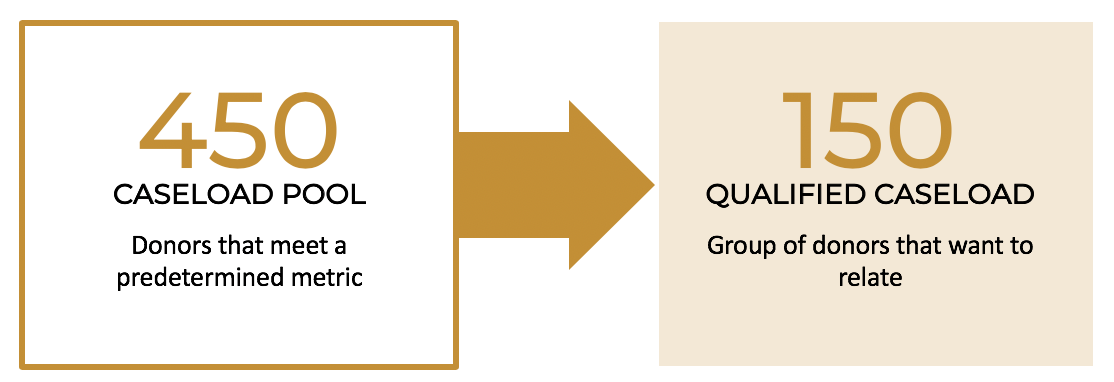 450
CASELOAD POOL
Donors that meet a
predetermined metric
150
QUALIFIED CASELOAD
Group of donors that want to
relate